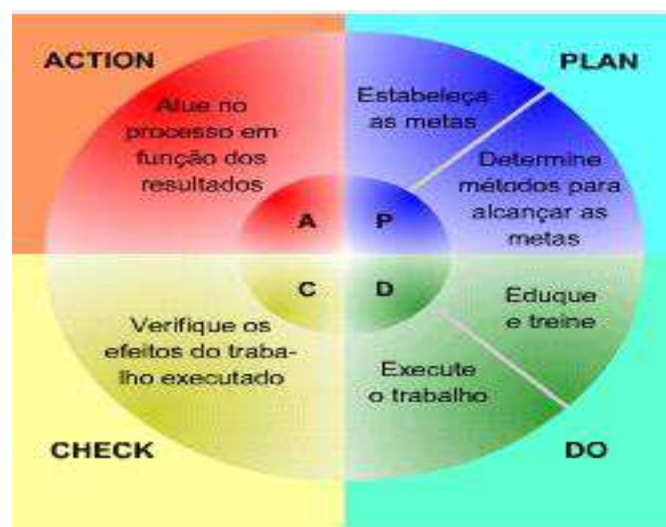 ACTION
PLAN
Atue no
processo em
função dos
resultados
Estabeleça
as metas
Determine
métodos para
alcançar as
metas
A
P
C
D
Eduque
e treine
Verifique os
efeitos do traba-
lho executado
Execute
o trabalho
CHECK
DO